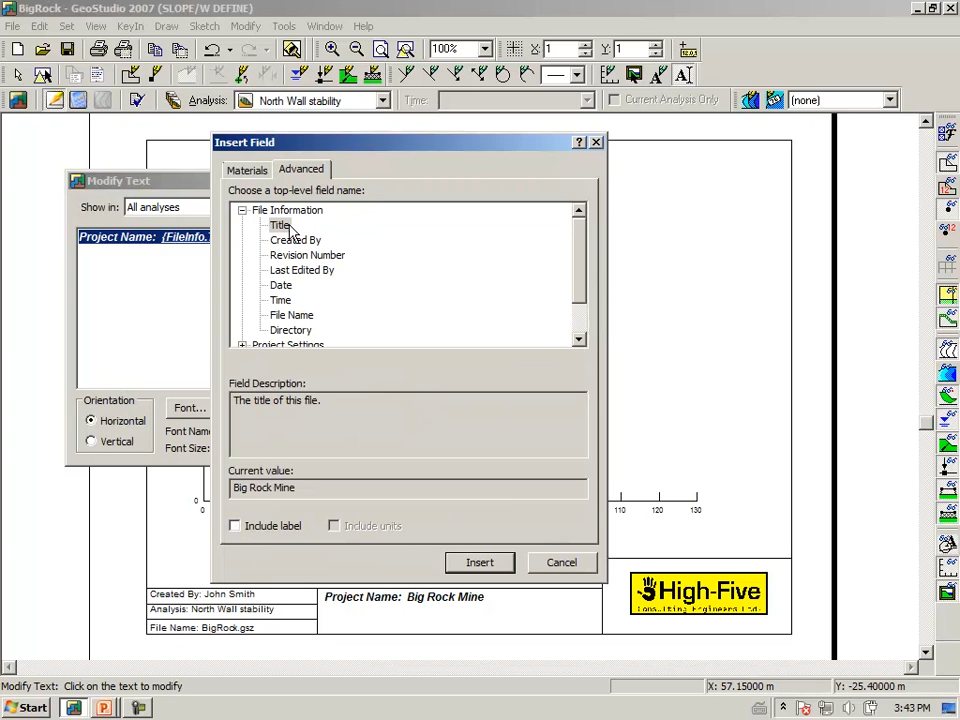 BigRock - GeoStudio 2007 (SLOPE/W DEFINE)
File Edit Set View KeyIn Draw Sketch Modify Tools Window Help
100% X: 1 Y: 1
Analysis: North Wall stability Time: Current Analysis Only (none)
Insert Field
Modify Text
Materials Advanced
Choose a top-level field name:
Show in: All analyses
File Information
Title
Created By
Revision Number
Last Edited By
Date
Time
File Name
Directory
Project Settings
Project Name: {FileInfo.
Field Description:
The title of this file.
Orientation
Horizontal
Vertical
Font...
Font Name
Font Size:
Current value:
Big Rock Mine
0
0
110 120 130
Include label Include units
Insert Cancel
Created By: John Smith
Analysis: North Wall stability
File Name: BigRock.gsz
Project Name: Big Rock Mine
High-Five
Consulting Engineers Ltd.
Modify Text: Click on the text to modify X: 57.15000 m Y: -25.40000 m
Start 3:43 PM